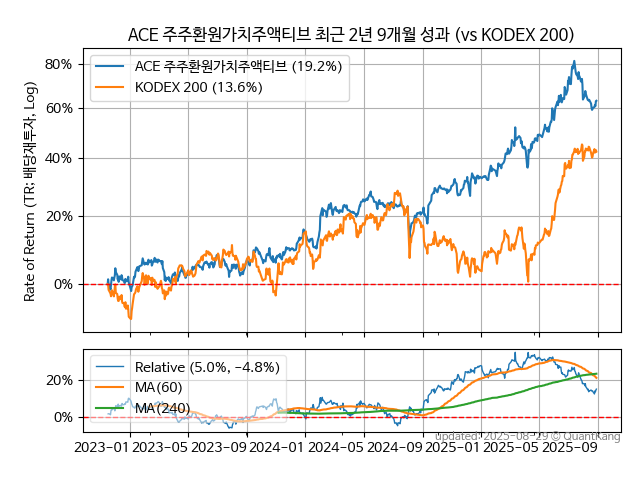 ACE 주주환원가치주액티브 최근 2년 9개월 성과 (vs KODEX 200)
Rate of Return (TR: 배당재투자, Log)
80%
60%
40%
20%
0%
ACE 주주환원가치주액티브 (19.2%)
KODEX 200 (13.6%)
20%
0%
Relative (5.0%, −4.8%)
MA(60)
MA(240)
2023−01 2023−05 2023−09 2024−01 2024−05 2024−09 2025−01 2025−05 2025−09
updated: 2025-08-29 © QuantKang